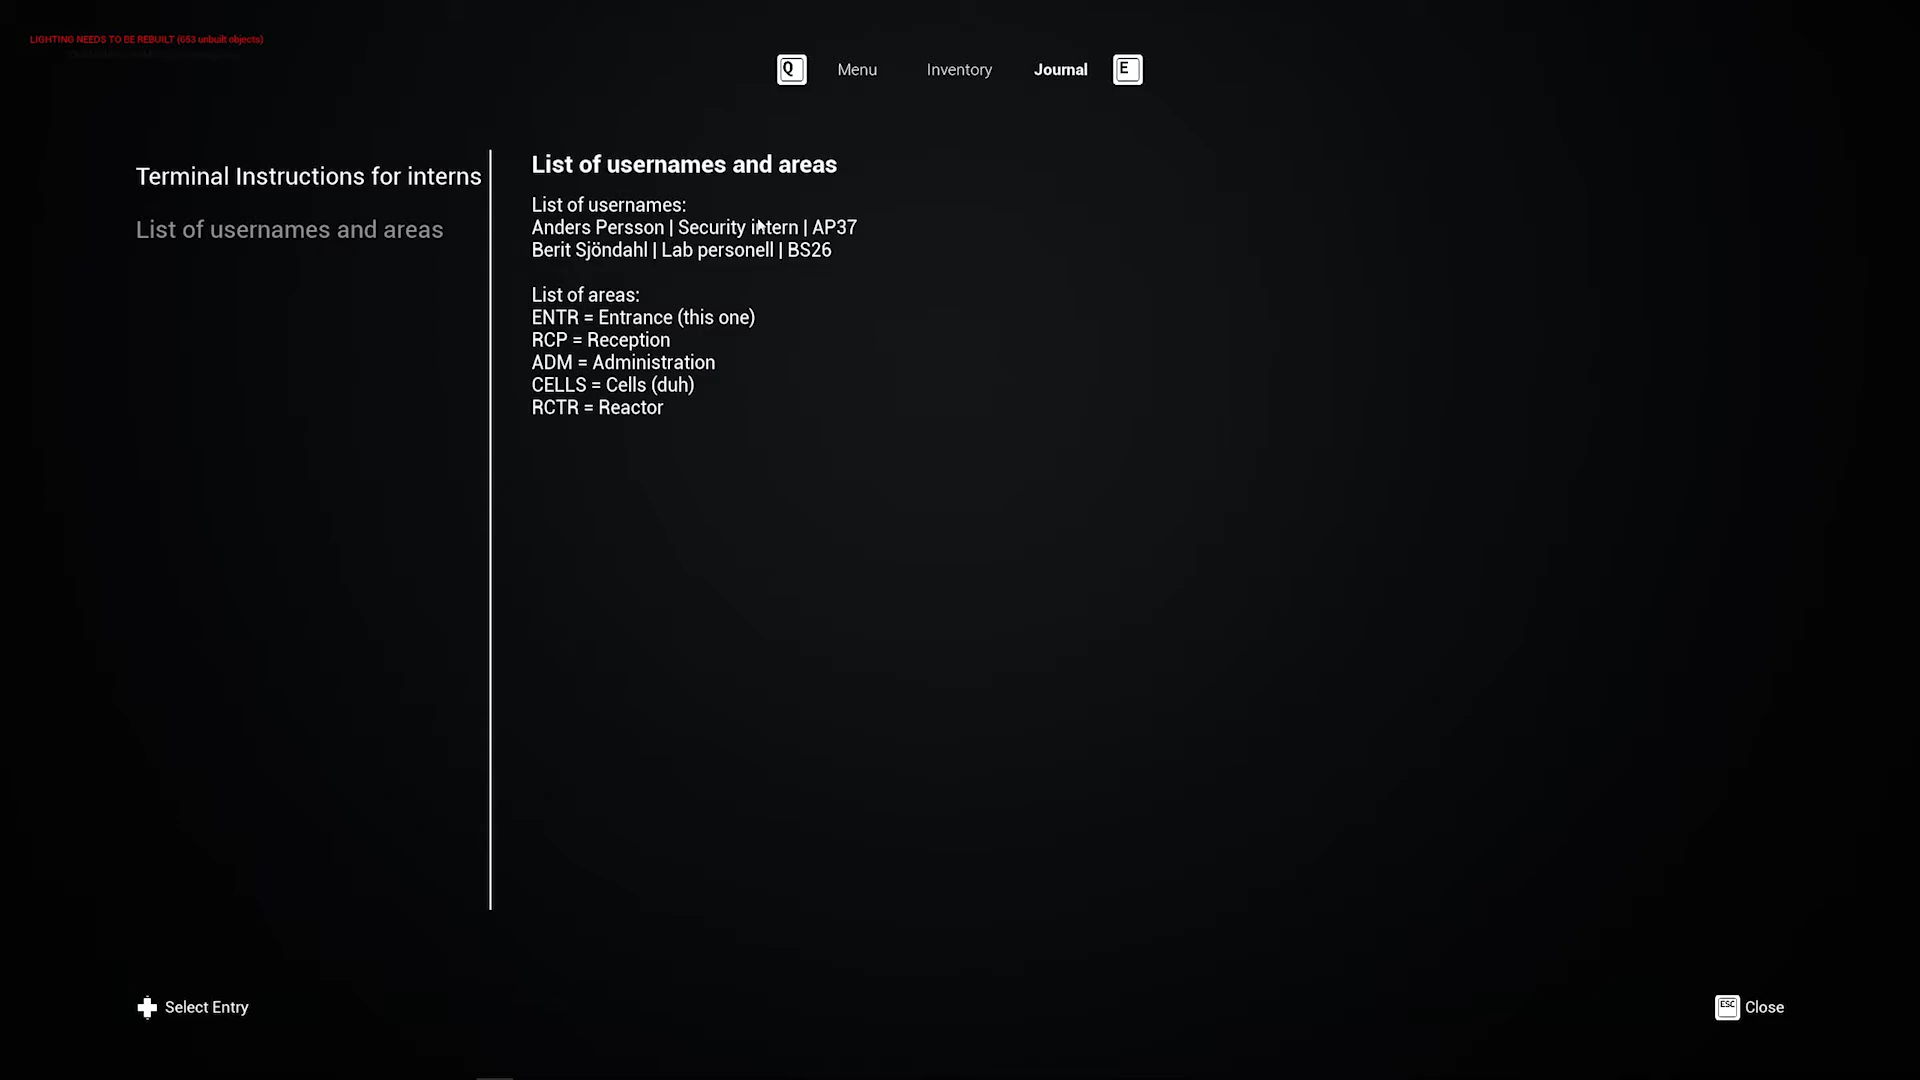 LIGHTING NEEDS TO BE REBUILT (653 unbuilt objects)
Q Menu Inventory Journal E
Terminal Instructions for interns
List of usernames and areas
List of usernames and areas
List of usernames:
Anders Persson | Security intern | AP37
Berit Sjöndahl | Lab personell | BS26
List of areas:
ENTR = Entrance (this one)
RCP = Reception
ADM = Administration
CELLS = Cells (duh)
RCTR = Reactor
Select Entry
ESC Close